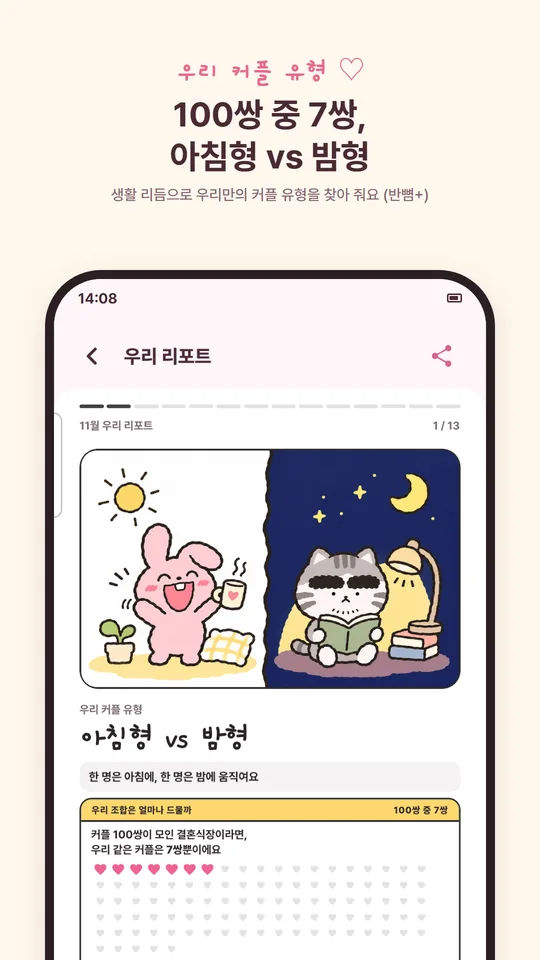 우리 커플 유형 ♡
100쌍 중 7쌍,
아침형 vs 밤형
생활 리듬으로 우리만의 커플 유형을 찾아 줘요 (반뼘+)
14:08
우리 리포트
11월 우리 리포트
1 / 13
우리 커플 유형
아침형 vs 밤형
한 명은 아침에, 한 명은 밤에 움직여요
우리 조합은 얼마나 드물까
100쌍 중 7쌍
커플 100쌍이 모인 결혼식장이라면,
우리 같은 커플은 7쌍뿐이에요